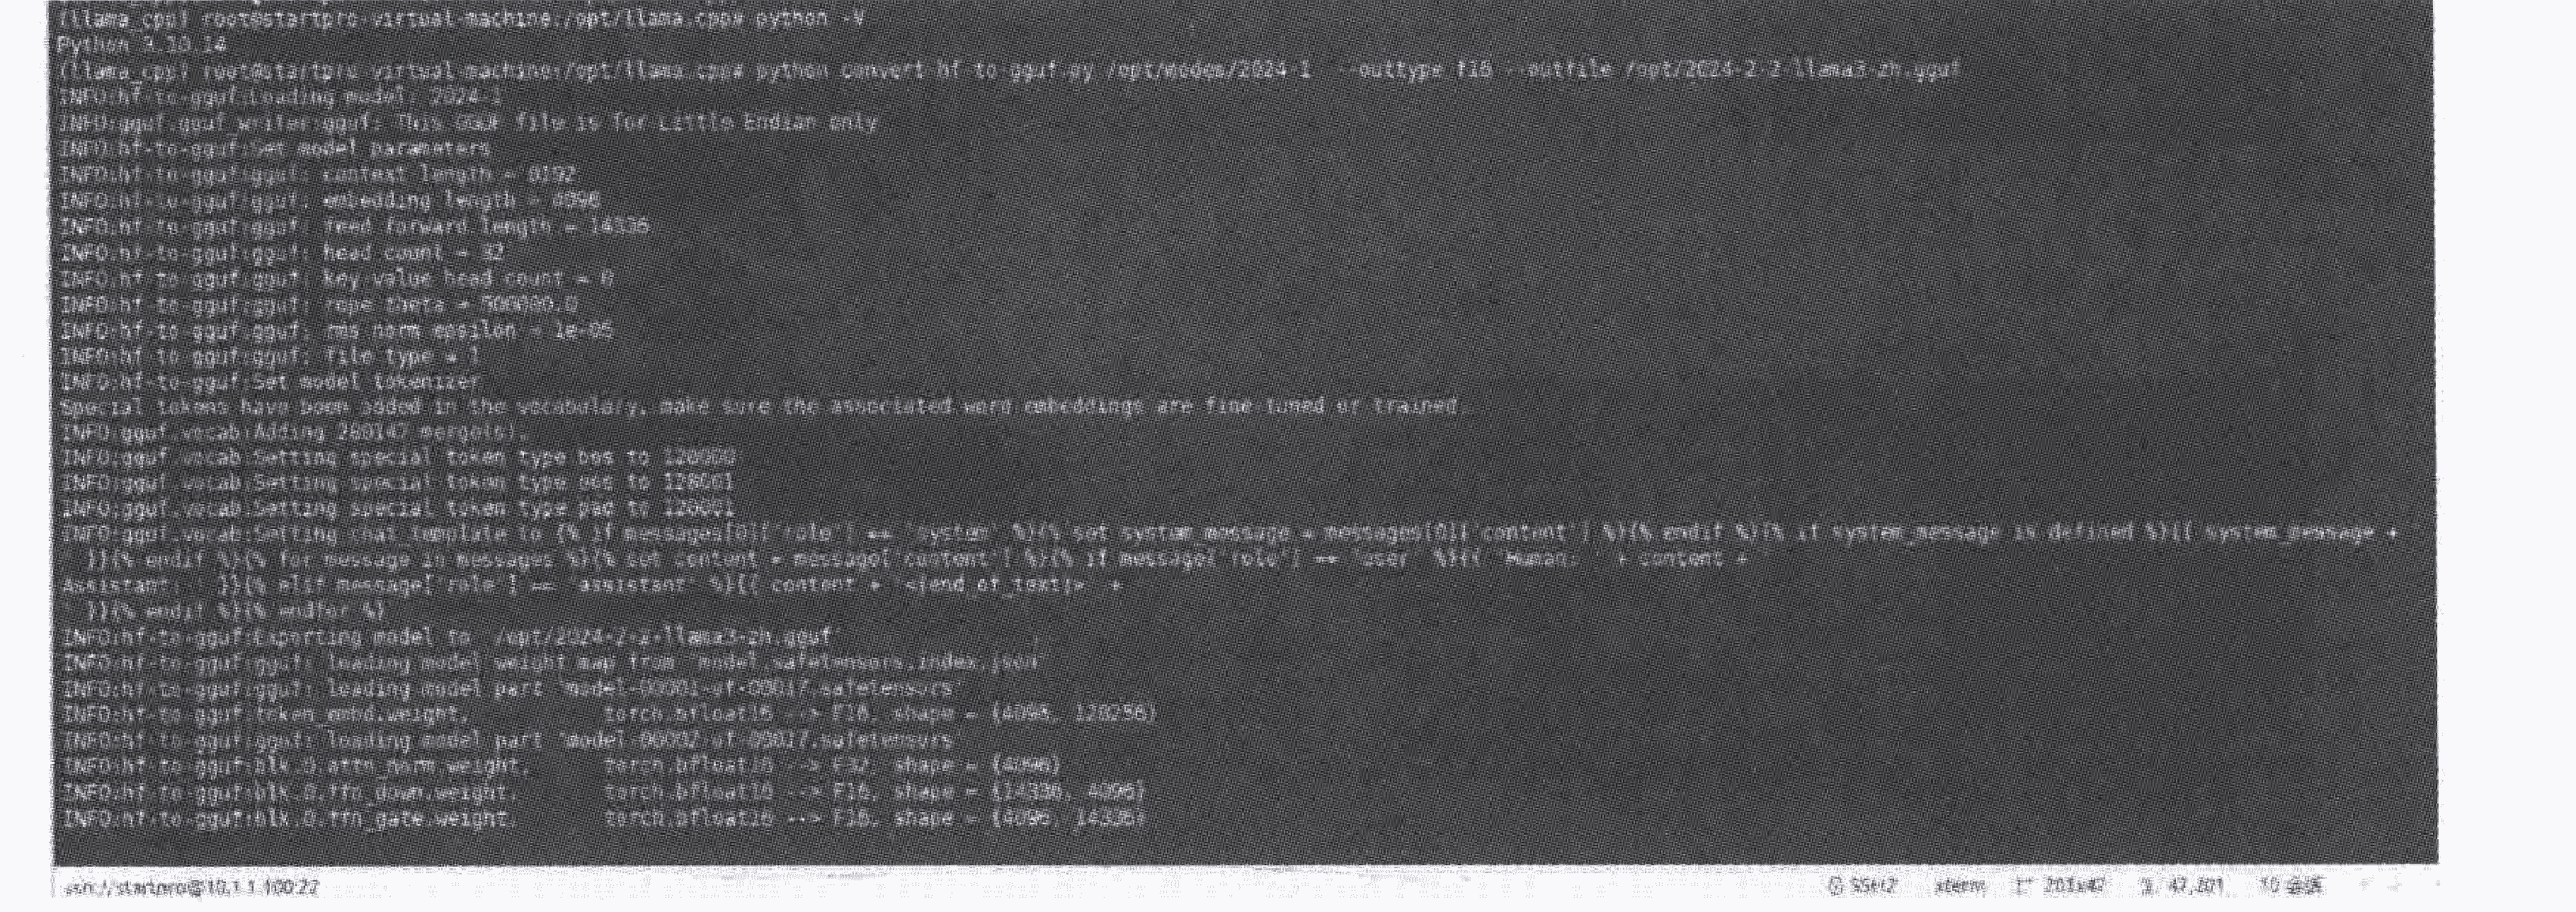 (llama_cpp) root@startpro-virtual-machine:/opt/llama.cpp# python -V
Python 3.10.14
(llama_cpp) root@startpro-virtual-machine:/opt/llama.cpp# python convert-hf-to-gguf.py /opt/modes/2024-1 --outtype f16 --outfile /opt/2024-2-2-llama3-zh.gguf
INFO:hf-to-gguf:Loading model: 2024-1
INFO:gguf.gguf_writer:gguf: This GGUF file is for Little Endian only
INFO:hf-to-gguf:Set model parameters
INFO:hf-to-gguf:gguf: context length = 8192
INFO:hf-to-gguf:gguf: embedding length = 4096
INFO:hf-to-gguf:gguf: feed forward length = 14336
INFO:hf-to-gguf:gguf: head count = 32
INFO:hf-to-gguf:gguf: key-value head count = 8
INFO:hf-to-gguf:gguf: rope theta = 500000.0
INFO:hf-to-gguf:gguf: rms norm epsilon = 1e-05
INFO:hf-to-gguf:gguf: file type = 1
INFO:hf-to-gguf:Set model tokenizer
Special tokens have been added in the vocabulary, make sure the associated word embeddings are fine-tuned or trained.
INFO:gguf.vocab:Adding 280147 merge(s).
INFO:gguf.vocab:Setting special token type bos to 128000
INFO:gguf.vocab:Setting special token type eos to 128001
INFO:gguf.vocab:Setting special token type pad to 128001
INFO:gguf.vocab:Setting chat_template to {% if messages[0]['role'] == 'system' %}{% set system_message = messages[0]['content'] %}{% endif %}{% if system_message is defined %}{{ system_message + '
' }}{% endif %}{% for message in messages %}{% set content = message['content'] %}{% if message['role'] == 'user' %}{{ 'Human: ' + content + '
Assistant: ' }}{% elif message['role'] == 'assistant' %}{{ content + '<|end_of_text|>' + '
' }}{% endif %}{% endfor %}
INFO:hf-to-gguf:Exporting model to '/opt/2024-2-2-llama3-zh.gguf'
INFO:hf-to-gguf:gguf: loading model weight map from 'model.safetensors.index.json'
INFO:hf-to-gguf:gguf: loading model part 'model-00001-of-00017.safetensors'
INFO:hf-to-gguf:token_embd.weight, torch.bfloat16 --> F16, shape = {4096, 128256}
INFO:hf-to-gguf:gguf: loading model part 'model-00002-of-00017.safetensors'
INFO:hf-to-gguf:blk.0.attn_norm.weight, torch.bfloat16 --> F32, shape = {4096}
INFO:hf-to-gguf:blk.0.ffn_down.weight, torch.bfloat16 --> F16, shape = {14336, 4096}
INFO:hf-to-gguf:blk.0.ffn_gate.weight, torch.bfloat16 --> F16, shape = {4096, 14336}
ssh://startpro@10.1.1.100:22 SSH2 xterm 203x47 47,201 10 会话